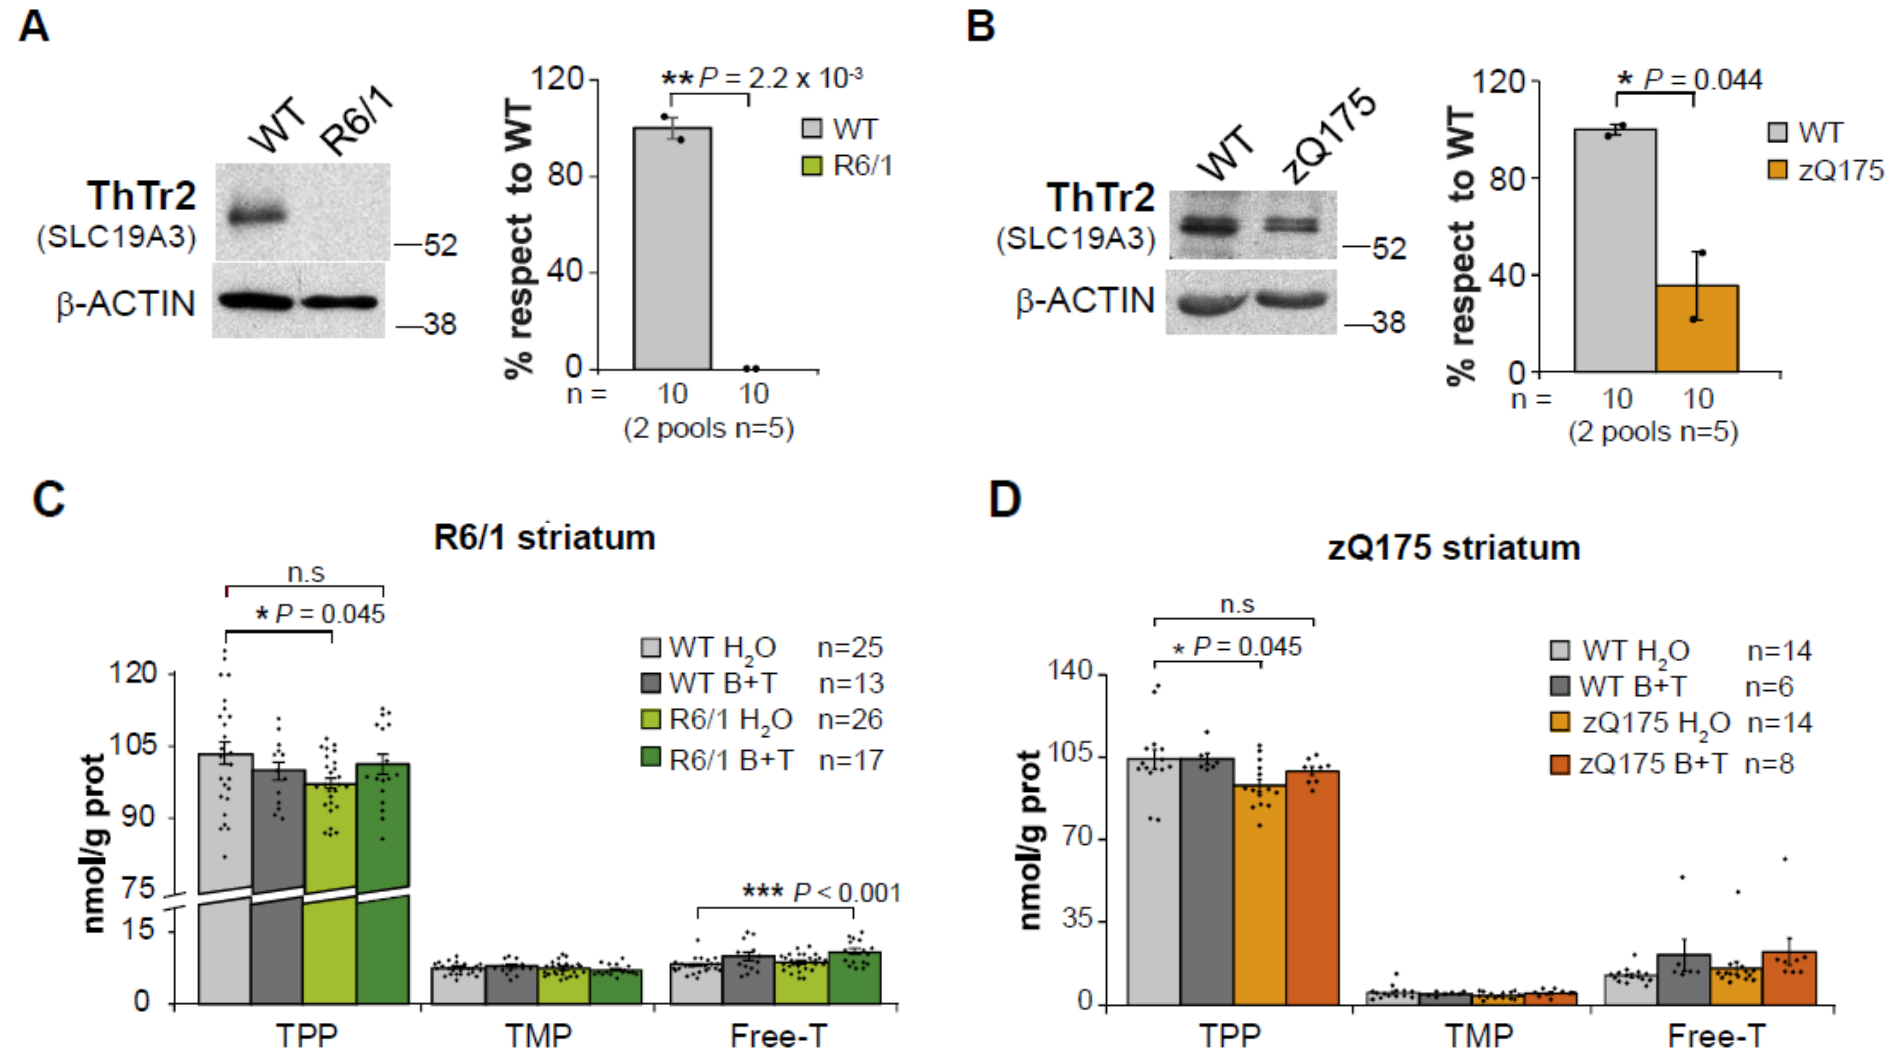 A
WT
R6/1
ThTr2
(SLC19A3)
52
β-ACTIN
38
% respect to WT
120
80
40
0
** P = 2.2 x 10⁻³
WT
R6/1
n = 10 10
(2 pools n=5)
B
WT
zQ175
ThTr2
(SLC19A3)
52
β-ACTIN
38
% respect to WT
120
80
40
0
* P = 0.044
WT
zQ175
n = 10 10
(2 pools n=5)
C
R6/1 striatum
n.s
* P = 0.045
nmol/g prot
120
105
90
75
15
0
WT H₂O n=25
WT B+T n=13
R6/1 H₂O n=26
R6/1 B+T n=17
*** P < 0.001
TPP TMP Free-T
D
zQ175 striatum
n.s
* P = 0.045
nmol/g prot
140
105
70
35
0
WT H₂O n=14
WT B+T n=6
zQ175 H₂O n=14
zQ175 B+T n=8
TPP TMP Free-T